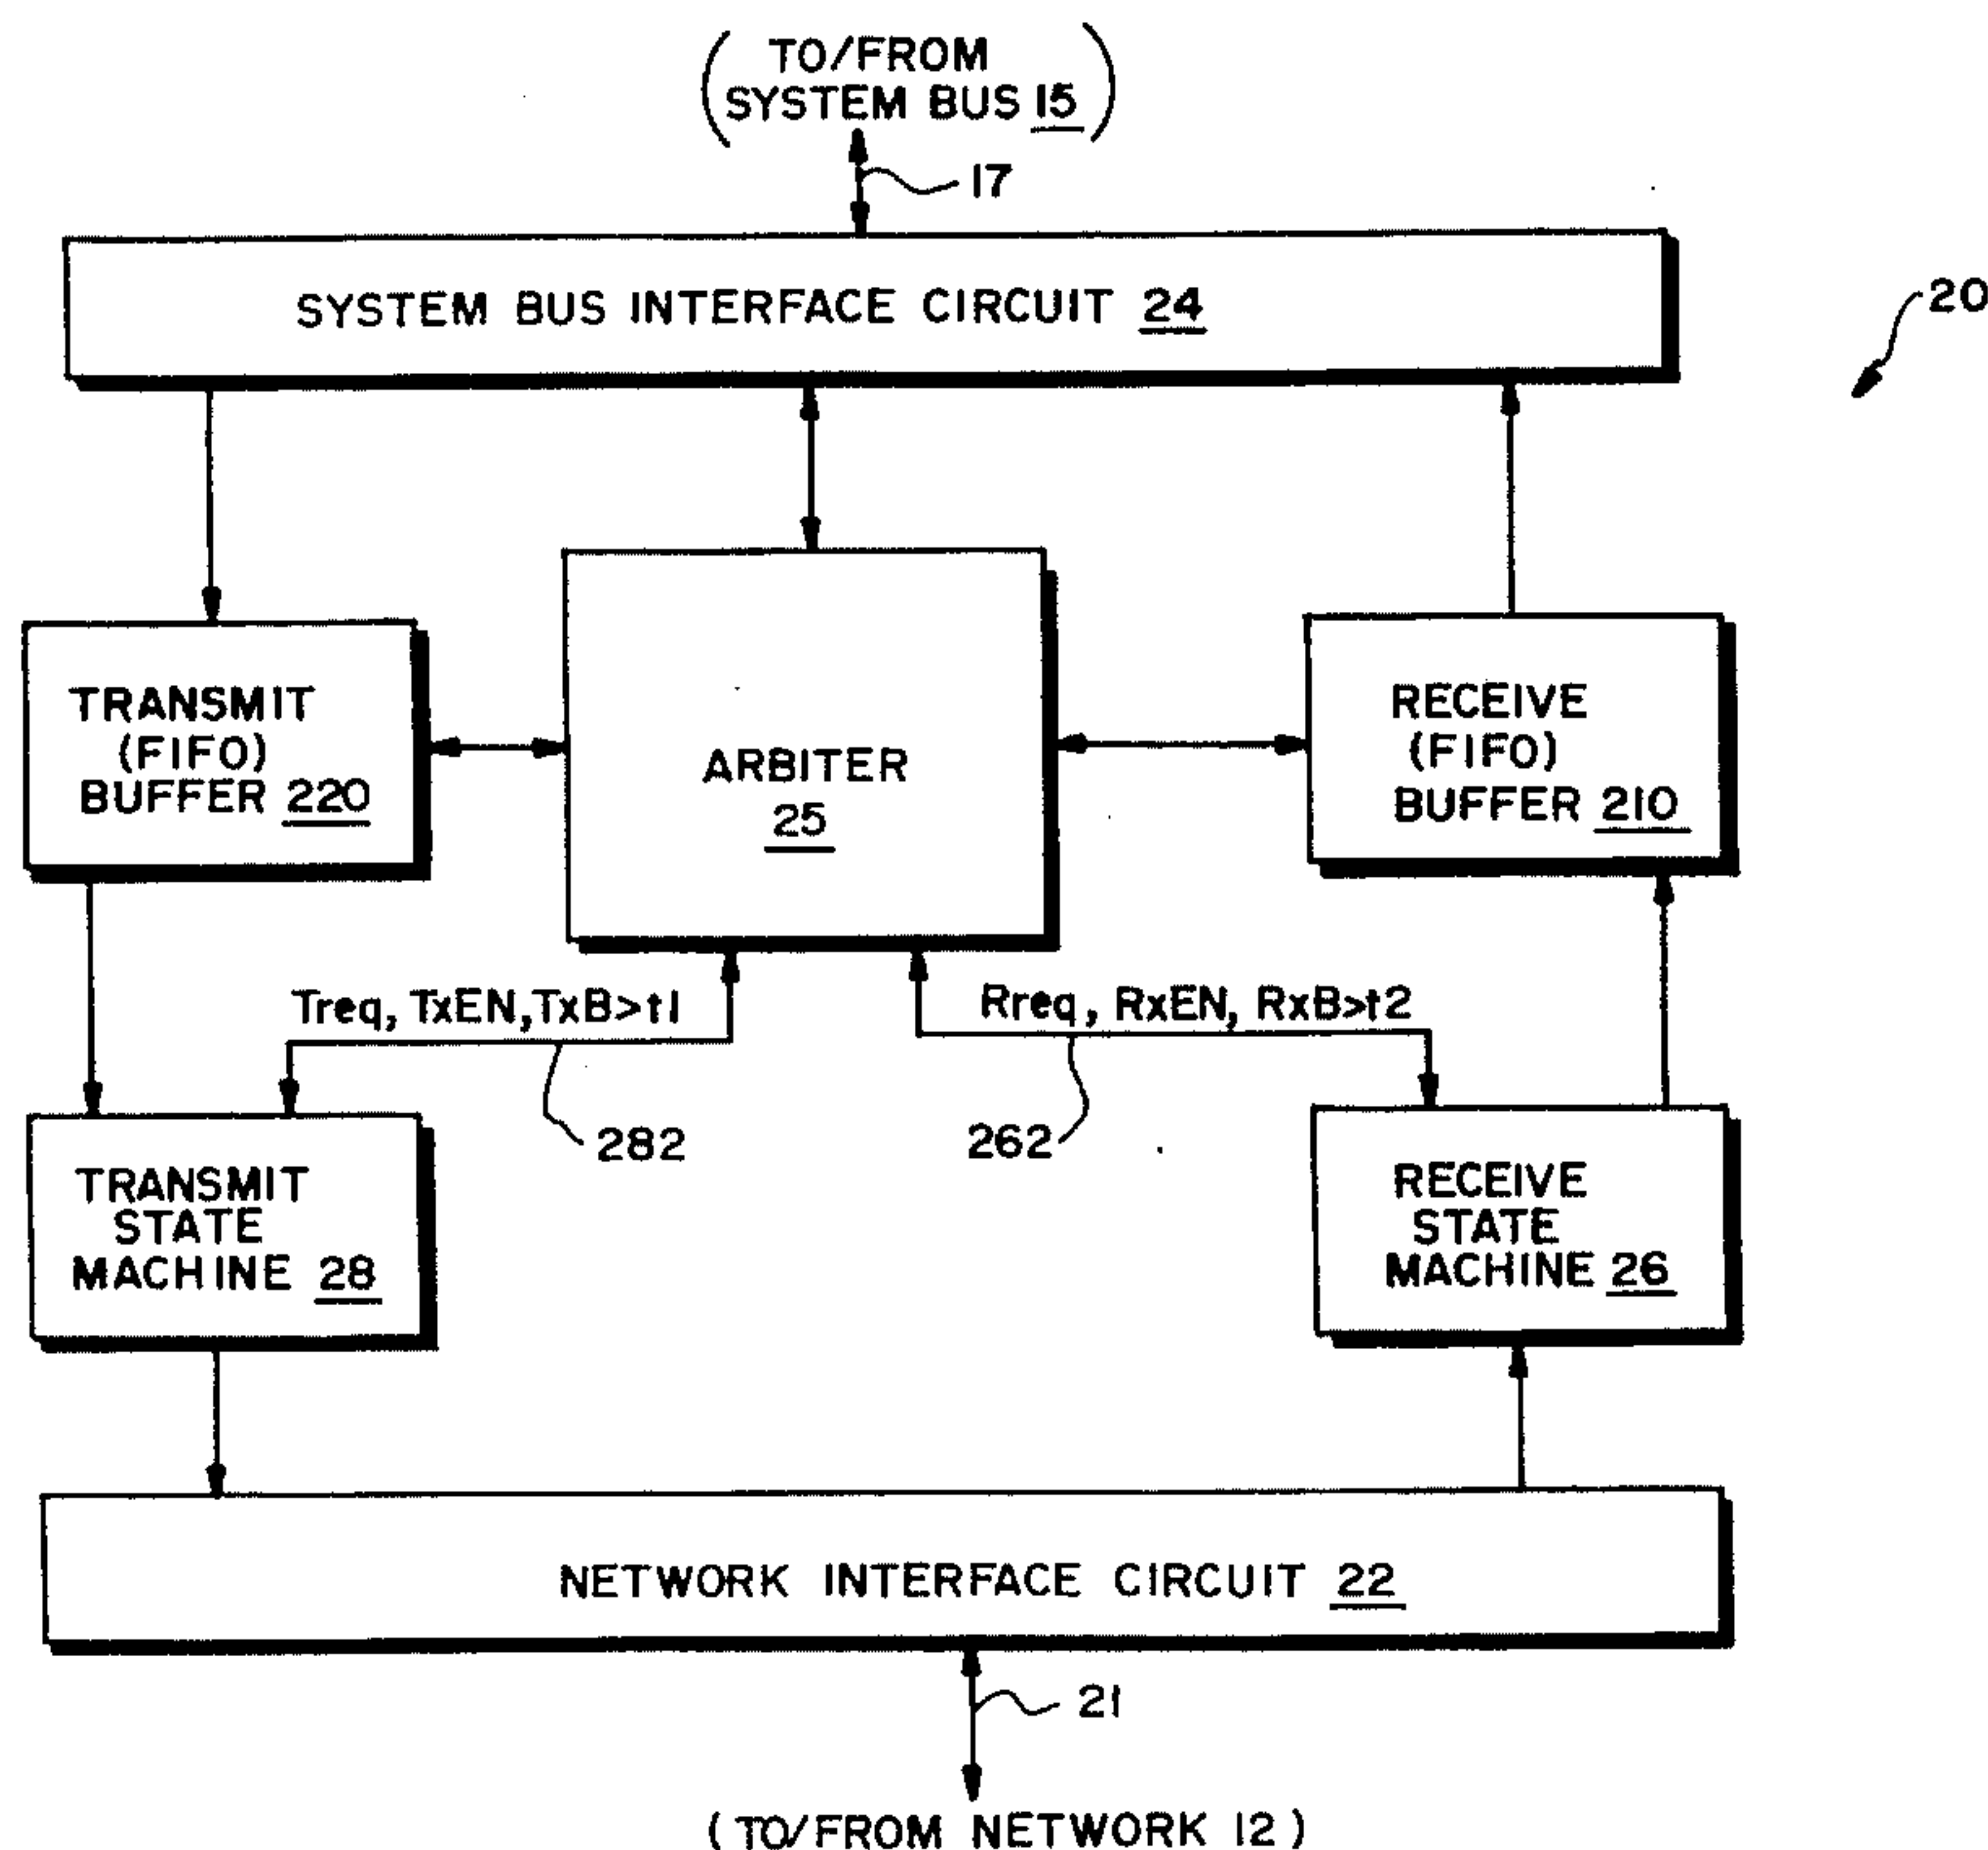 ( TO/FROM
SYSTEM BUS 15 )
17
SYSTEM BUS INTERFACE CIRCUIT 24
20
TRANSMIT
(FIFO)
BUFFER 220
ARBITER
25
RECEIVE
(FIFO)
BUFFER 210
Treq, TxEN, TxB>t1
Rreq, RxEN, RxB>t2
282
262
TRANSMIT
STATE
MACHINE 28
RECEIVE
STATE
MACHINE 26
NETWORK INTERFACE CIRCUIT 22
21
(TO/FROM NETWORK 12)